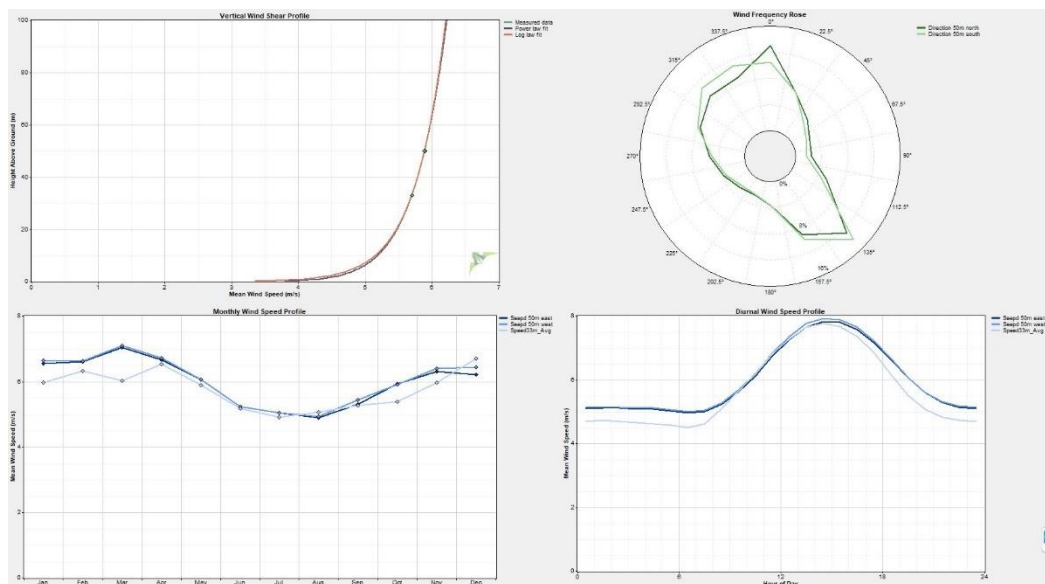 Vertical Wind Shear Profile
100
80
60
40
20
0
Height Above Ground (m)
0 1 2 3 4 5 6 7
Mean Wind Speed (m/s)
Measured data
Power law fit
Log law fit
Wind Frequency Rose
Direction 50m north
Direction 50m south
0°
22.5°
45°
67.5°
90°
112.5°
135°
157.5°
180°
202.5°
225°
247.5°
270°
292.5°
315°
337.5°
0%
8%
16%
Monthly Wind Speed Profile
8
6
4
2
0
Mean Wind Speed (m/s)
Jan Feb Mar Apr May Jun Jul Aug Sep Oct Nov Dec
Seepd 50m east
Seepd 50m west
Speed33m_Avg
Diurnal Wind Speed Profile
8
6
4
2
0
Mean Wind Speed (m/s)
0 6 12 18 24
Hour of Day
Seepd 50m east
Seepd 50m west
Speed33m_Avg